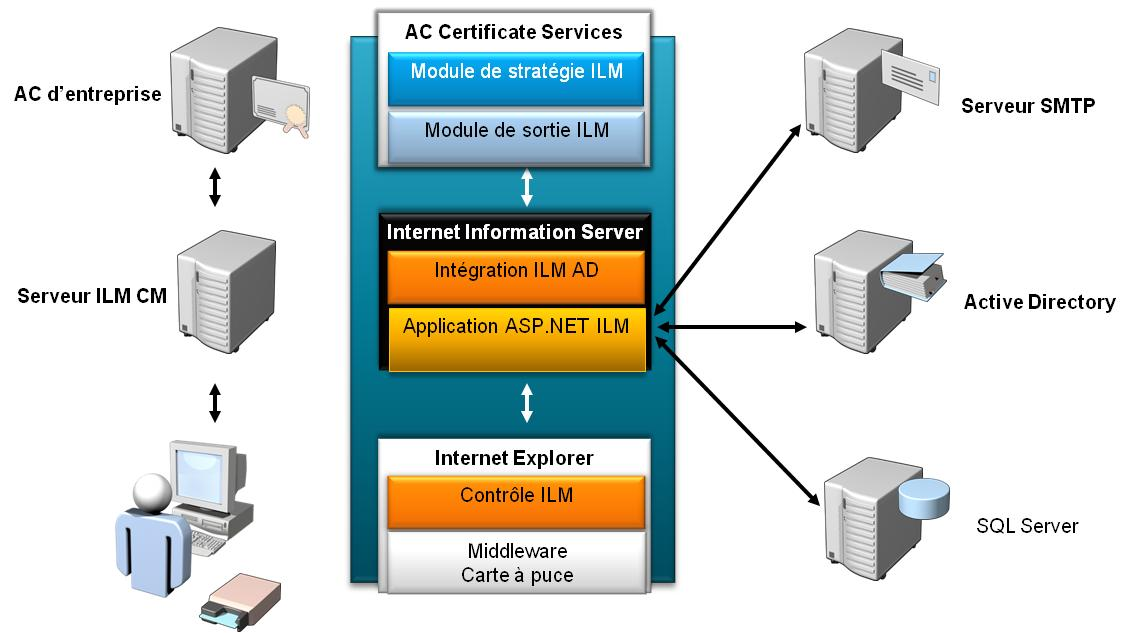 AC d’entreprise
Serveur ILM CM
AC Certificate Services
Module de stratégie ILM
Module de sortie ILM
Internet Information Server
Intégration ILM AD
Application ASP.NET ILM
Internet Explorer
Contrôle ILM
Middleware
Carte à puce
Serveur SMTP
Active Directory
SQL Server